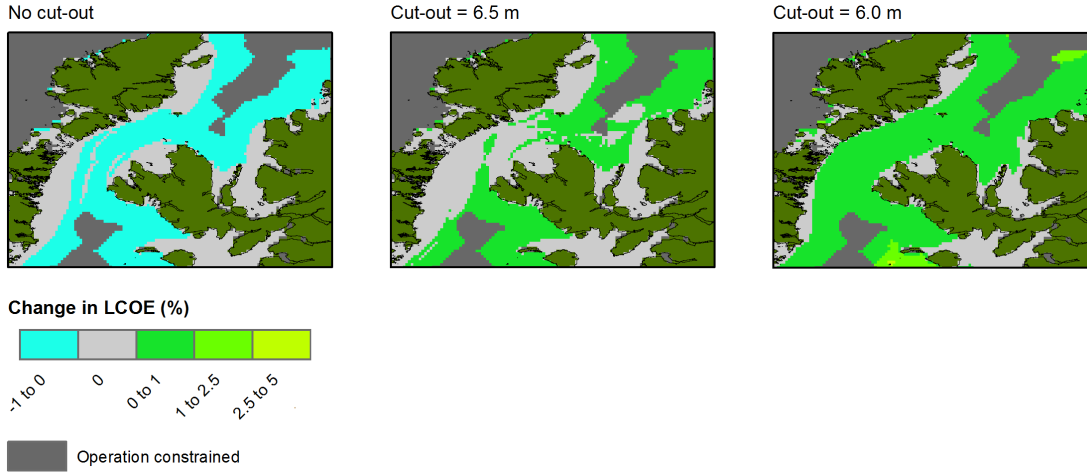 No cut-out
Cut-out = 6.5 m
Cut-out = 6.0 m
Change in LCOE (%)
-1 to 0
0
0 to 1
1 to 2.5
2.5 to 5
Operation constrained